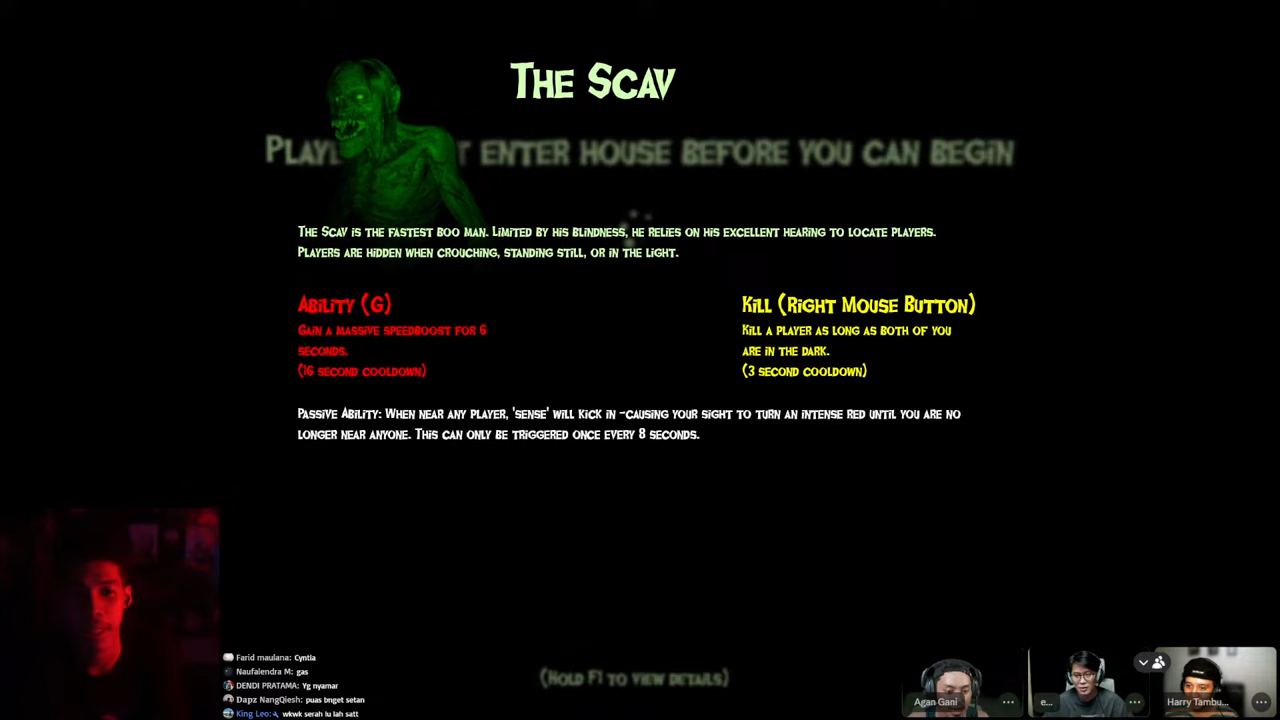 The Scav
Play t enter house before you can begin
The Scav is the fastest Boo Man. Limited by his blindness, he relies on his excellent hearing to locate players.
Players are hidden when crouching, standing still, or in the light.
Ability (G)
Gain a massive speedboost for 6
seconds.
(16 second cooldown)
Kill (Right Mouse Button)
Kill a player as long as both of you
are in the dark.
(3 second cooldown)
Passive Ability: When near any player, 'sense' will kick in -causing your sight to turn an intense red until you are no
longer near anyone. This can only be triggered once every 8 seconds.
(Hold F1 to view details)
Farid maulana: Cyntia
Naufalendra M: gas
DENDI PRATAMA: Yg nyamar
Dapz NangQiesh: puas bnget setan
King Leo: wkwk serah lu lah satt
Agan Gani
e...
Harry Tambu...